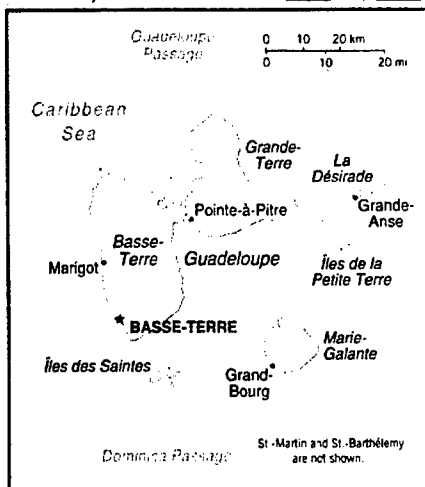 Guadeloupe
Passage
0 10 20 km
0 10 20 mi
Caribbean
Sea
Grande-
Terre
La
Désirade
Pointe-à-Pitre
Grande-
Anse
Basse-
Terre
Guadeloupe
Marigot
Îles de la
Petite Terre
BASSE-TERRE
Marie-
Galante
Îles des Saintes
Grand-
Bourg
St.-Martin and St.-Barthélemy
are not shown.
Dominica Passage